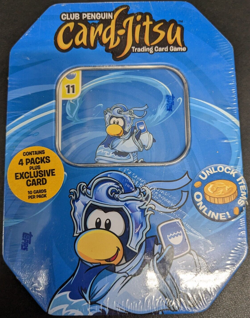 CLUB PENGUIN
Card-Jitsu
Trading Card Game
11
CONTAINS
4 PACKS
PLUS
EXCLUSIVE
CARD
10 CARDS
PER PACK
UNLOCK ITEMS
ONLINE!